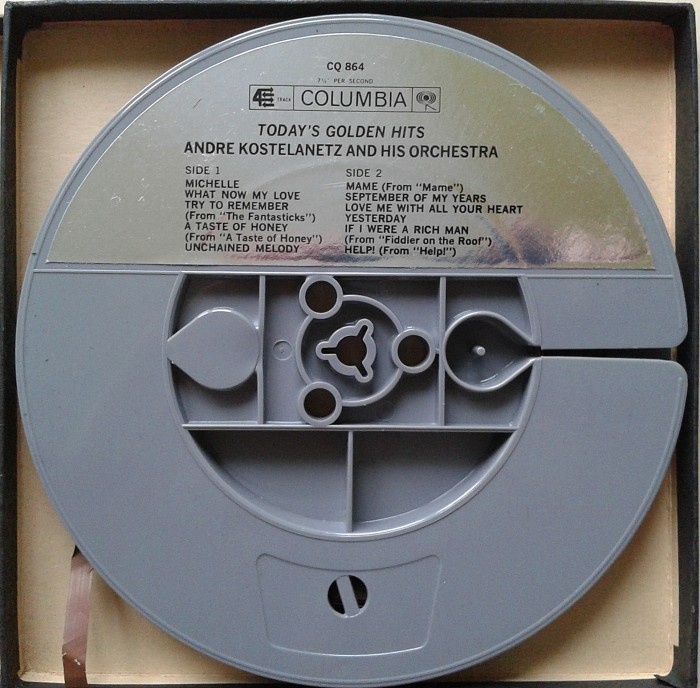 CQ 864
7½" PER SECOND
4 TRACK COLUMBIA
TODAY'S GOLDEN HITS
ANDRE KOSTELANETZ AND HIS ORCHESTRA
SIDE 1
MICHELLE
WHAT NOW MY LOVE
TRY TO REMEMBER
(From "The Fantasticks")
A TASTE OF HONEY
(From "A Taste of Honey")
UNCHAINED MELODY
SIDE 2
MAME (From "Mame")
SEPTEMBER OF MY YEARS
LOVE ME WITH ALL YOUR HEART
YESTERDAY
IF I WERE A RICH MAN
(From "Fiddler on the Roof")
HELP! (From "Help!")